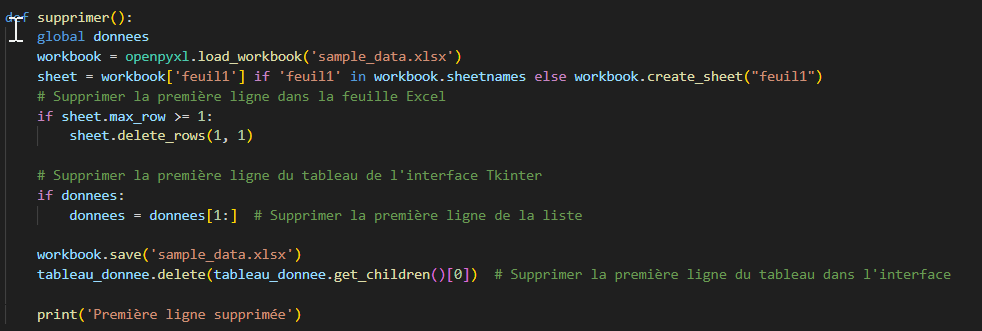 def supprimer():
    global donnees
    workbook = openpyxl.load_workbook('sample_data.xlsx')
    sheet = workbook['feuil1'] if 'feuil1' in workbook.sheetnames else workbook.create_sheet("feuil1")
    # Supprimer la première ligne dans la feuille Excel
    if sheet.max_row >= 1:
        sheet.delete_rows(1, 1)

    # Supprimer la première ligne du tableau de l'interface Tkinter
    if donnees:
        donnees = donnees[1:]  # Supprimer la première ligne de la liste

    workbook.save('sample_data.xlsx')
    tableau_donnee.delete(tableau_donnee.get_children()[0])  # Supprimer la première ligne du tableau dans l'interface

    print('Première ligne supprimée')